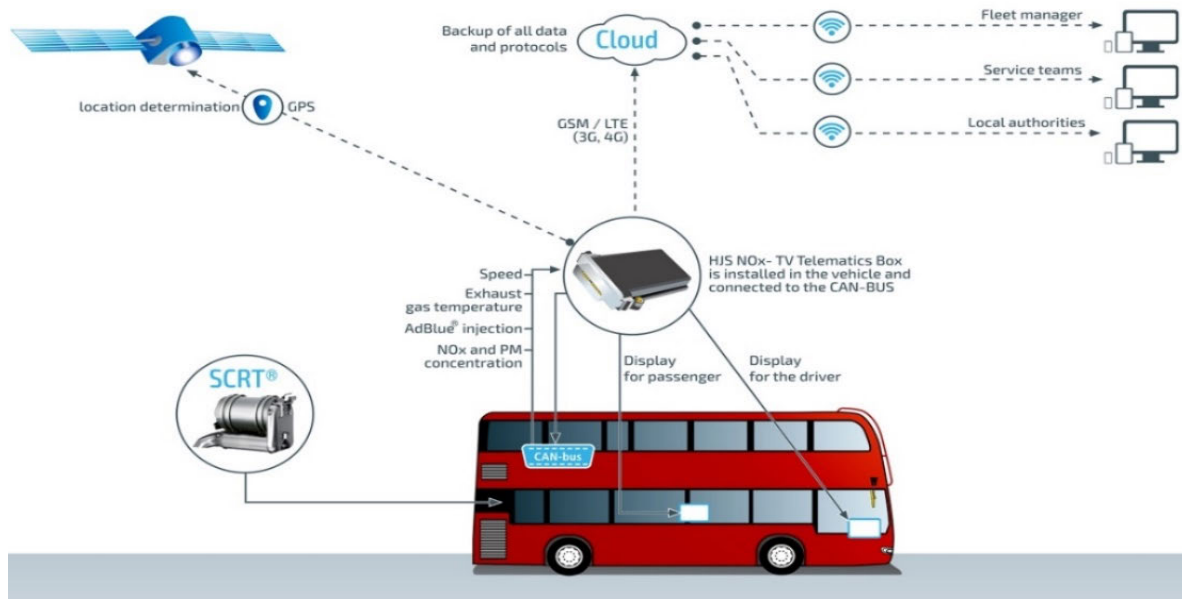 Backup of all data
and protocols
Cloud
Fleet manager
Service teams
Local authorities
location determination
GPS
GSM / LTE
(3G, 4G)
HJS NOx- TV Telematics Box
is installed in the vehicle and
connected to the CAN-BUS
Speed
Exhaust
gas temperature
AdBlue® injection
NOx and PM
concentration
Display
for passenger
Display
for the driver
SCRT®
CAN-bus